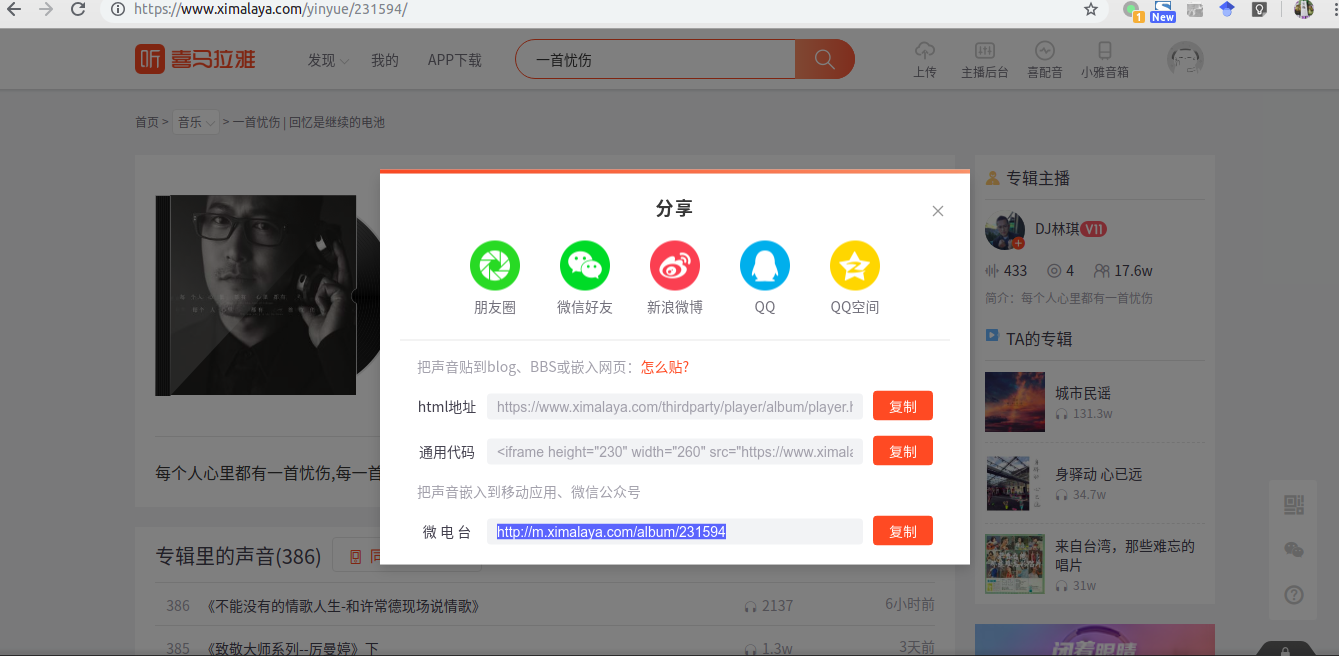 https://www.ximalaya.com/yinyue/231594/
1
New
听 喜马拉雅
发现
我的
APP下载
一首忧伤
上传
主播后台
喜配音
小雅音箱
首页 > 音乐 > 一首忧伤 | 回忆是继续的电池
分享
朋友圈
微信好友
新浪微博
QQ
QQ空间
把声音贴到blog、BBS或嵌入网页：怎么贴?
html地址
https://www.ximalaya.com/thirdparty/player/album/player.h
复制
通用代码
<iframe height="230" width="260" src="https://www.ximala
复制
把声音嵌入到移动应用、微信公众号
微 电 台
http://m.ximalaya.com/album/231594
复制
每个人心里都有一首忧伤,每一首
专辑里的声音(386)
386 《不能没有的情歌人生-和许常德现场说情歌》 2137 6小时前
385 《致敬大师系列--厉曼婷》下 1.3w 3天前
专辑主播
DJ林琪 V11
433 4 17.6w
简介：每个人心里都有一首忧伤
TA的专辑
城市民谣
131.3w
身驿动 心已远
34.7w
来自台湾，那些难忘的
唱片
31w
闭着眼睛